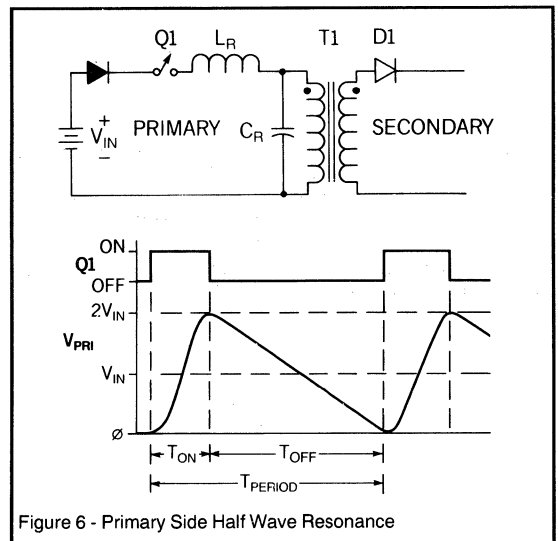 Q1 L_R T1 D1
+
V_IN
−
PRIMARY C_R SECONDARY
ON
Q1
OFF
2V_IN
V_PRI
V_IN
Ø
T_ON T_OFF
T_PERIOD
Figure 6 - Primary Side Half Wave Resonance